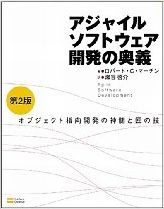 アジャイル
ソフトウェア
開発の奥義
著■ロバート・C・マーチン
訳■瀬谷啓介
Agile
Software
Development
第2版
オブジェクト指向開発の神髄と匠の技